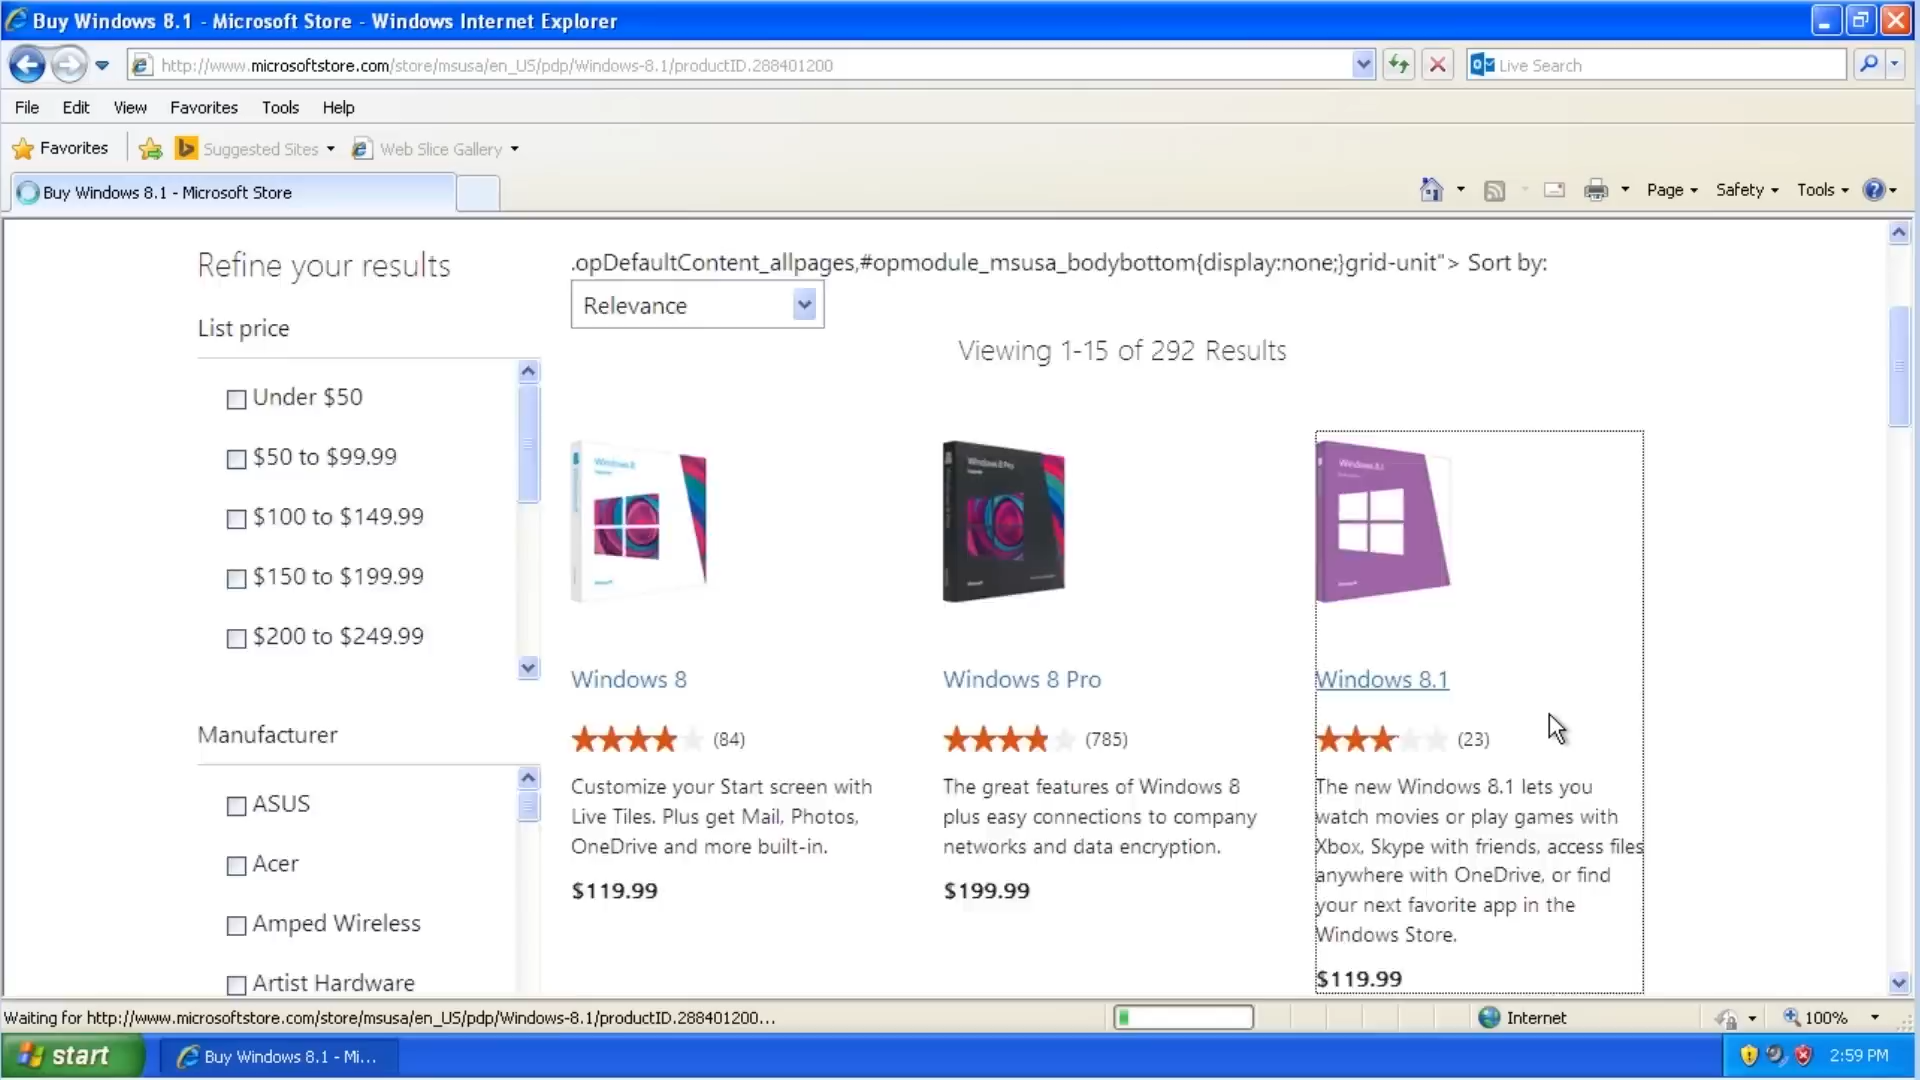 Buy Windows 8.1 - Microsoft Store - Windows Internet Explorer
http://www.microsoftstore.com/store/msusa/en_US/pdp/Windows-8.1/productID.288401200
Live Search
File Edit View Favorites Tools Help
Favorites Suggested Sites Web Slice Gallery
Buy Windows 8.1 - Microsoft Store
Page Safety Tools
Refine your results
.opDefaultContent_allpages,#opmodule_msusa_bodybottom{display:none;}grid-unit"> Sort by:
Relevance
List price
Viewing 1-15 of 292 Results
Under $50
$50 to $99.99
$100 to $149.99
$150 to $199.99
$200 to $249.99
Manufacturer
ASUS
Acer
Amped Wireless
Artist Hardware
Windows 8
Windows 8
(84)
Customize your Start screen with
Live Tiles. Plus get Mail, Photos,
OneDrive and more built-in.
$119.99
Windows 8 Pro
Windows 8 Pro
(785)
The great features of Windows 8
plus easy connections to company
networks and data encryption.
$199.99
Windows 8.1
Windows 8.1
(23)
The new Windows 8.1 lets you
watch movies or play games with
Xbox, Skype with friends, access files
anywhere with OneDrive, or find
your next favorite app in the
Windows Store.
$119.99
Waiting for http://www.microsoftstore.com/store/msusa/en_US/pdp/Windows-8.1/productID.288401200...
Internet
100%
start
Buy Windows 8.1 - Mi...
2:59 PM